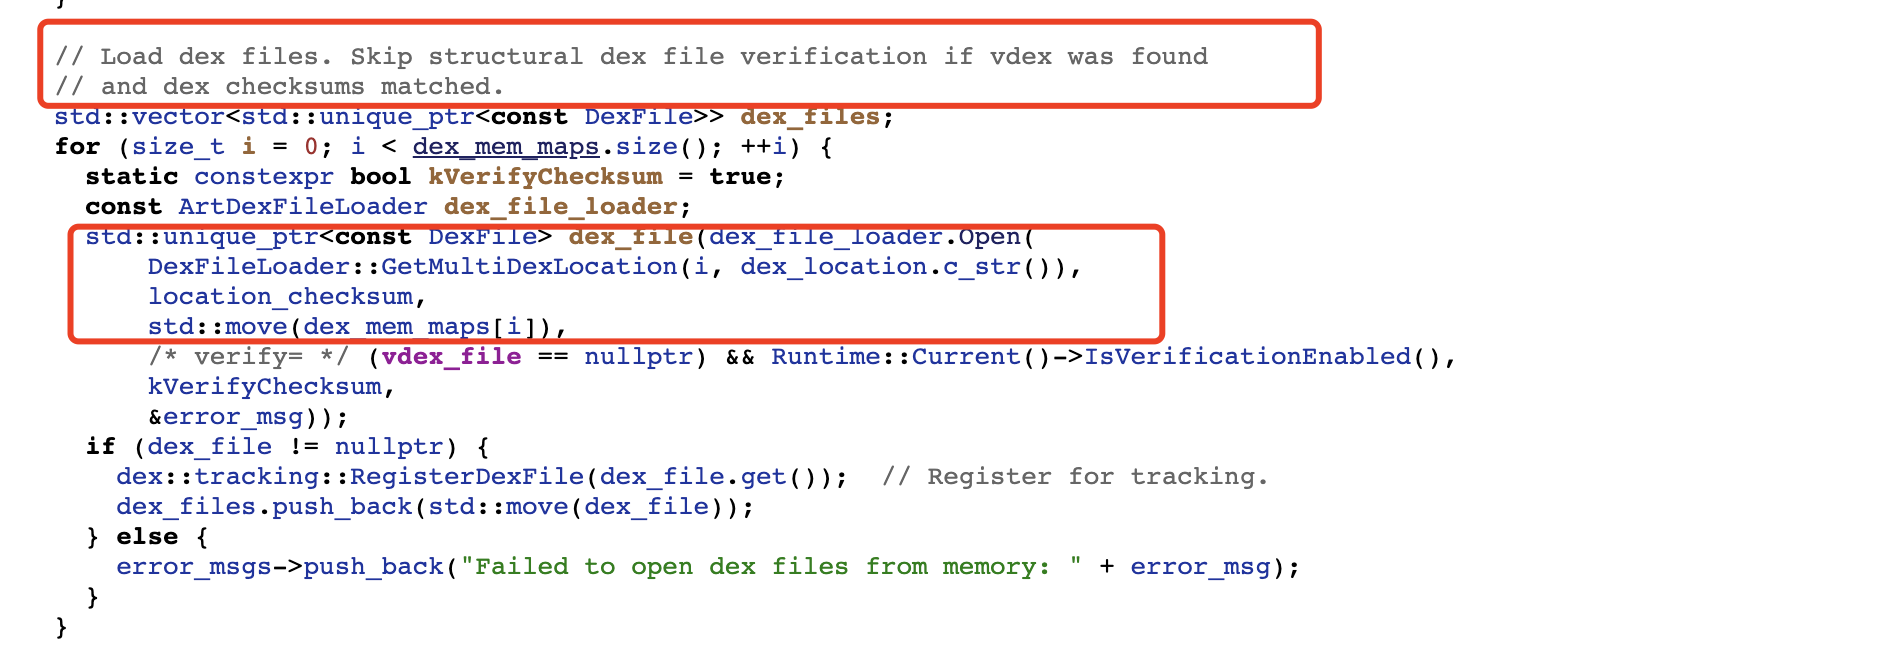 }
// Load dex files. Skip structural dex file verification if vdex was found
// and dex checksums matched.
std::vector<std::unique_ptr<const DexFile>> dex_files;
for (size_t i = 0; i < dex_mem_maps.size(); ++i) {
static constexpr bool kVerifyChecksum = true;
const ArtDexFileLoader dex_file_loader;
std::unique_ptr<const DexFile> dex_file(dex_file_loader.Open(
DexFileLoader::GetMultiDexLocation(i, dex_location.c_str()),
location_checksum,
std::move(dex_mem_maps[i]),
/* verify= */ (vdex_file == nullptr) && Runtime::Current()->IsVerificationEnabled(),
kVerifyChecksum,
&error_msg));
if (dex_file != nullptr) {
dex::tracking::RegisterDexFile(dex_file.get());  // Register for tracking.
dex_files.push_back(std::move(dex_file));
} else {
error_msgs->push_back("Failed to open dex files from memory: " + error_msg);
}
}